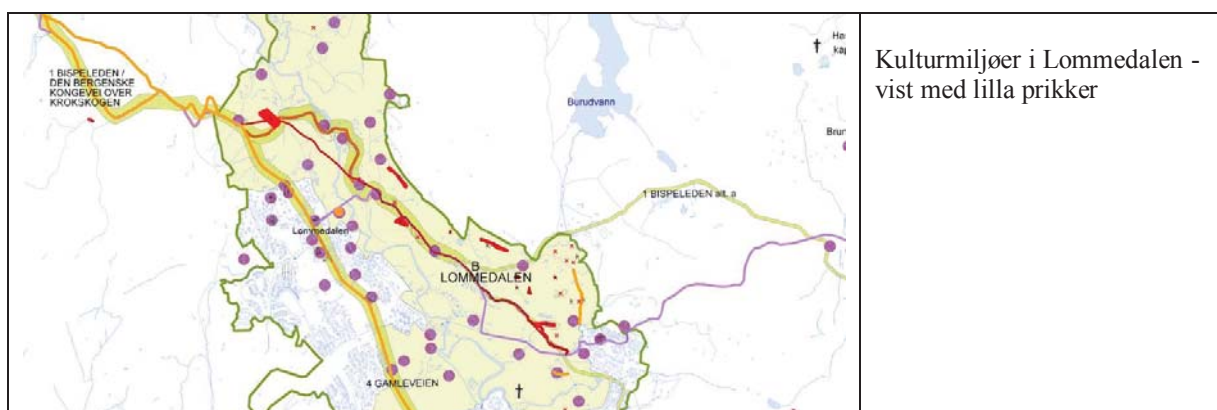 1 BISPELEDEN /
DEN BERGENSKE
KONGEVEI OVER
KROKSKOGEN
Burudvann
1 BISPELEDEN alt. a
Lommedalen
B
LOMMEDALEN
4 GAMLEVEIEN
Kulturmiljøer i Lommedalen -
vist med lilla prikker